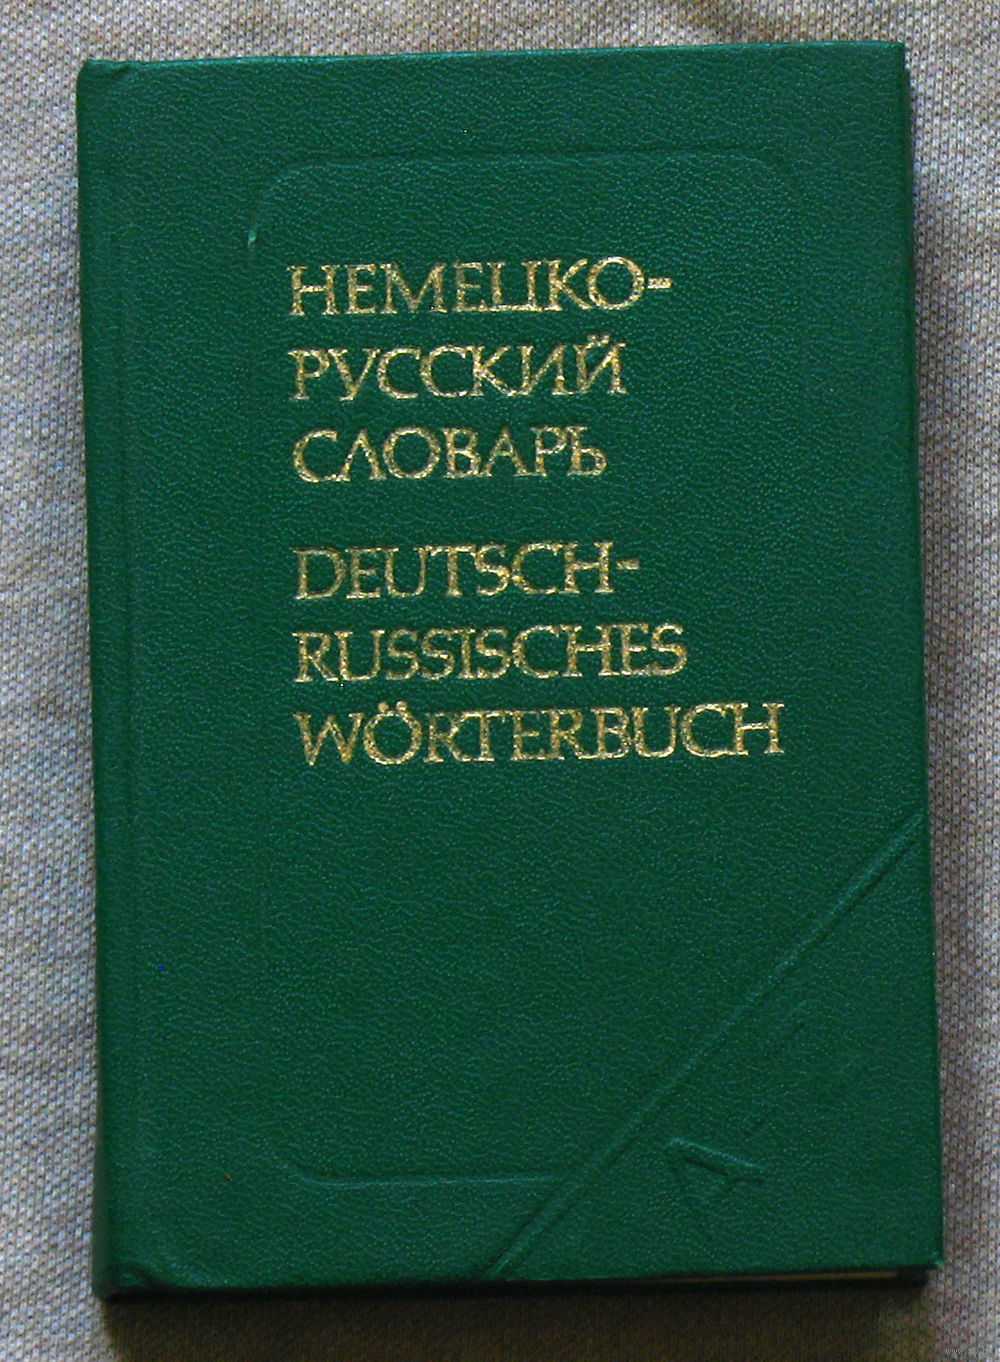 НЕМЕЦКО-
РУССКИЙ
СЛОВАРЬ
DEUTSCH-
RUSSISCHES
WÖRTERBUCH
А